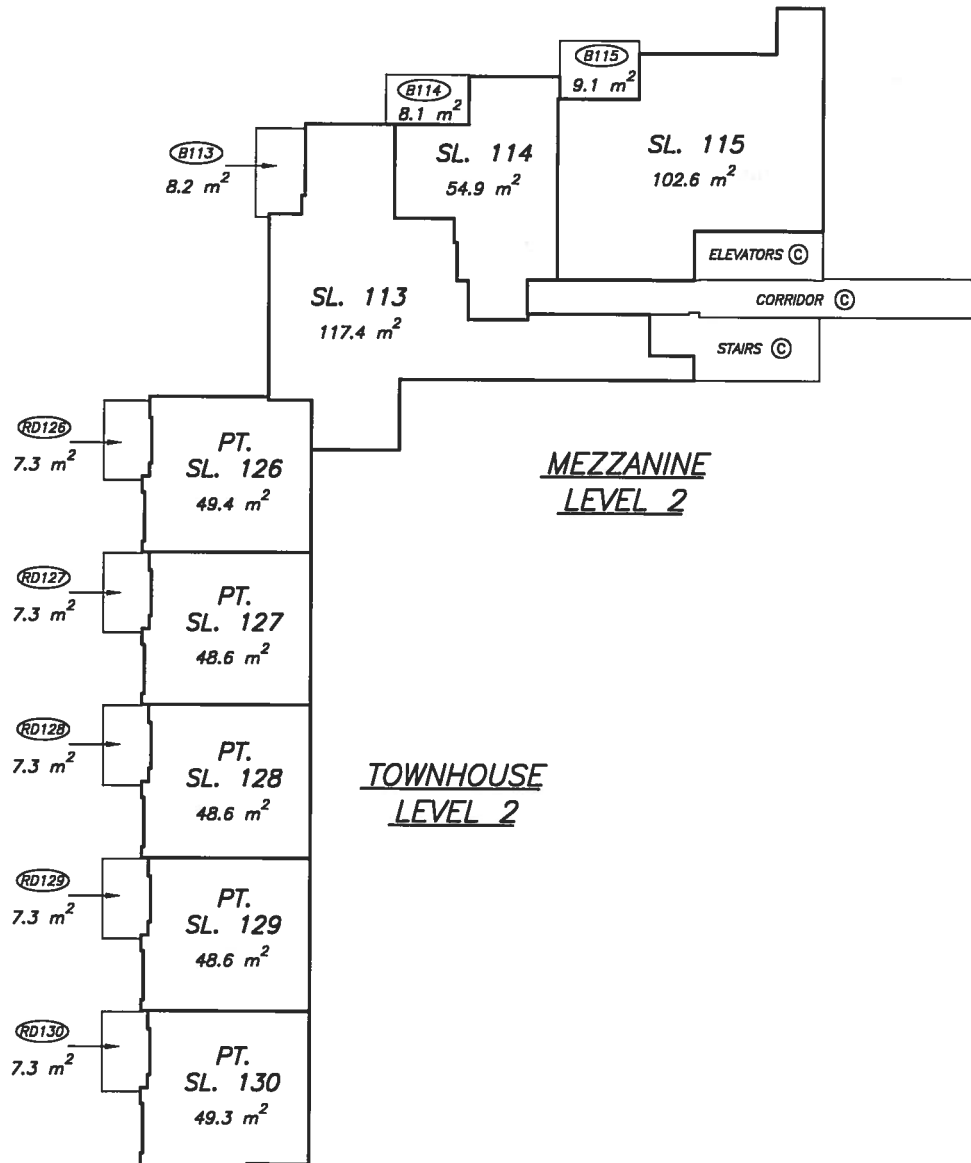 B115
9.1 m²
B114
8.1 m²
B113
8.2 m²
SL. 114
54.9 m²
SL. 115
102.6 m²
ELEVATORS Ⓒ
CORRIDOR Ⓒ
STAIRS Ⓒ
SL. 113
117.4 m²
MEZZANINE
LEVEL 2
RD126
7.3 m²
PT.
SL. 126
49.4 m²
RD127
7.3 m²
PT.
SL. 127
48.6 m²
RD128
7.3 m²
PT.
SL. 128
48.6 m²
TOWNHOUSE
LEVEL 2
RD129
7.3 m²
PT.
SL. 129
48.6 m²
RD130
7.3 m²
PT.
SL. 130
49.3 m²